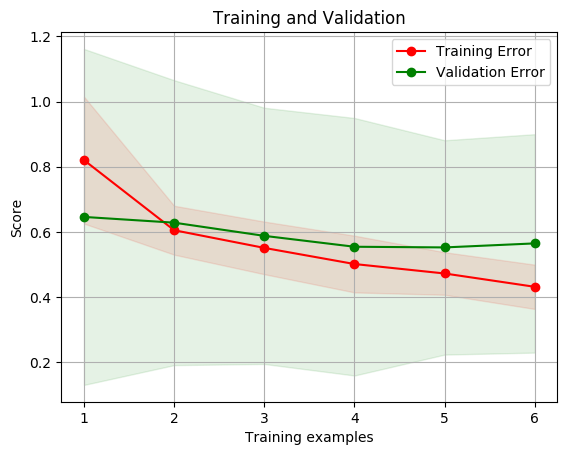 Training and Validation
Training Error
Validation Error
Score
1.2
1.0
0.8
0.6
0.4
0.2
1 2 3 4 5 6
Training examples